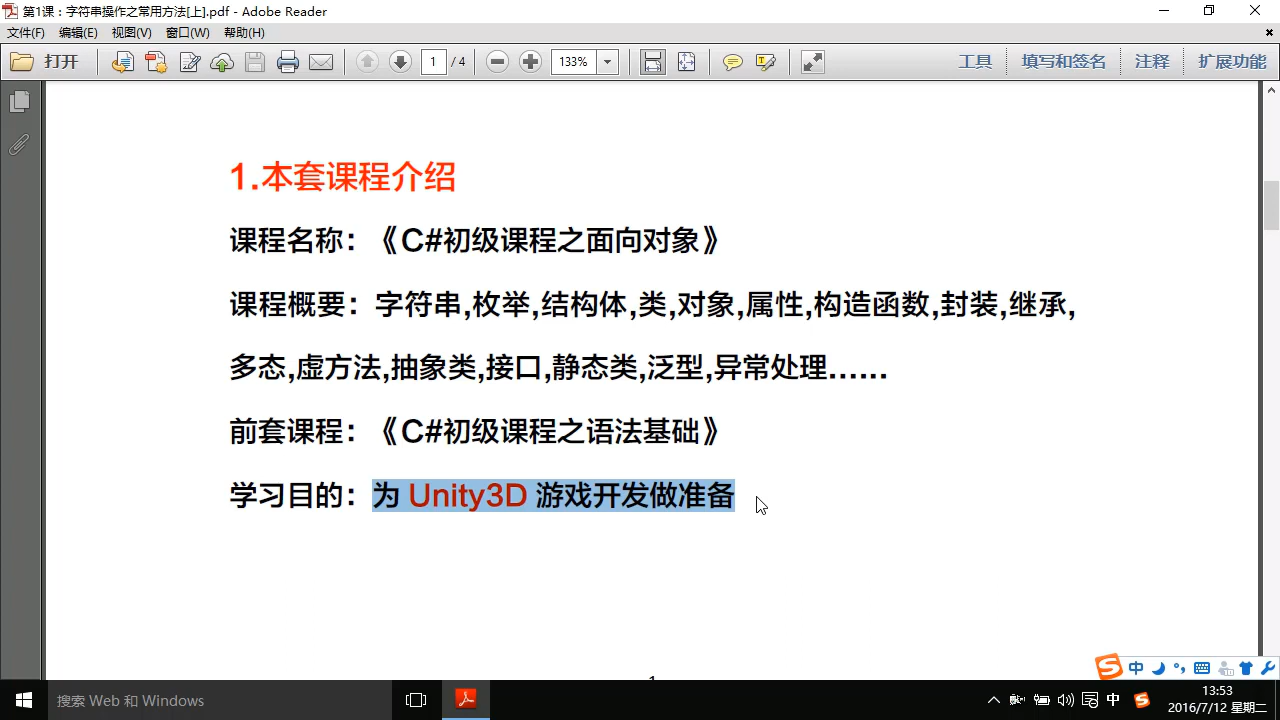 第1课：字符串操作之常用方法[上].pdf - Adobe Reader
文件(F) 编辑(E) 视图(V) 窗口(W) 帮助(H)
打开 1 / 4 133% 工具 填写和签名 注释 扩展功能
1.本套课程介绍
课程名称：《C#初级课程之面向对象》
课程概要：字符串,枚举,结构体,类,对象,属性,构造函数,封装,继承,
多态,虚方法,抽象类,接口,静态类,泛型,异常处理......
前套课程：《C#初级课程之语法基础》
学习目的：为 Unity3D 游戏开发做准备
中
搜索 Web 和 Windows
中
13:53
2016/7/12 星期二